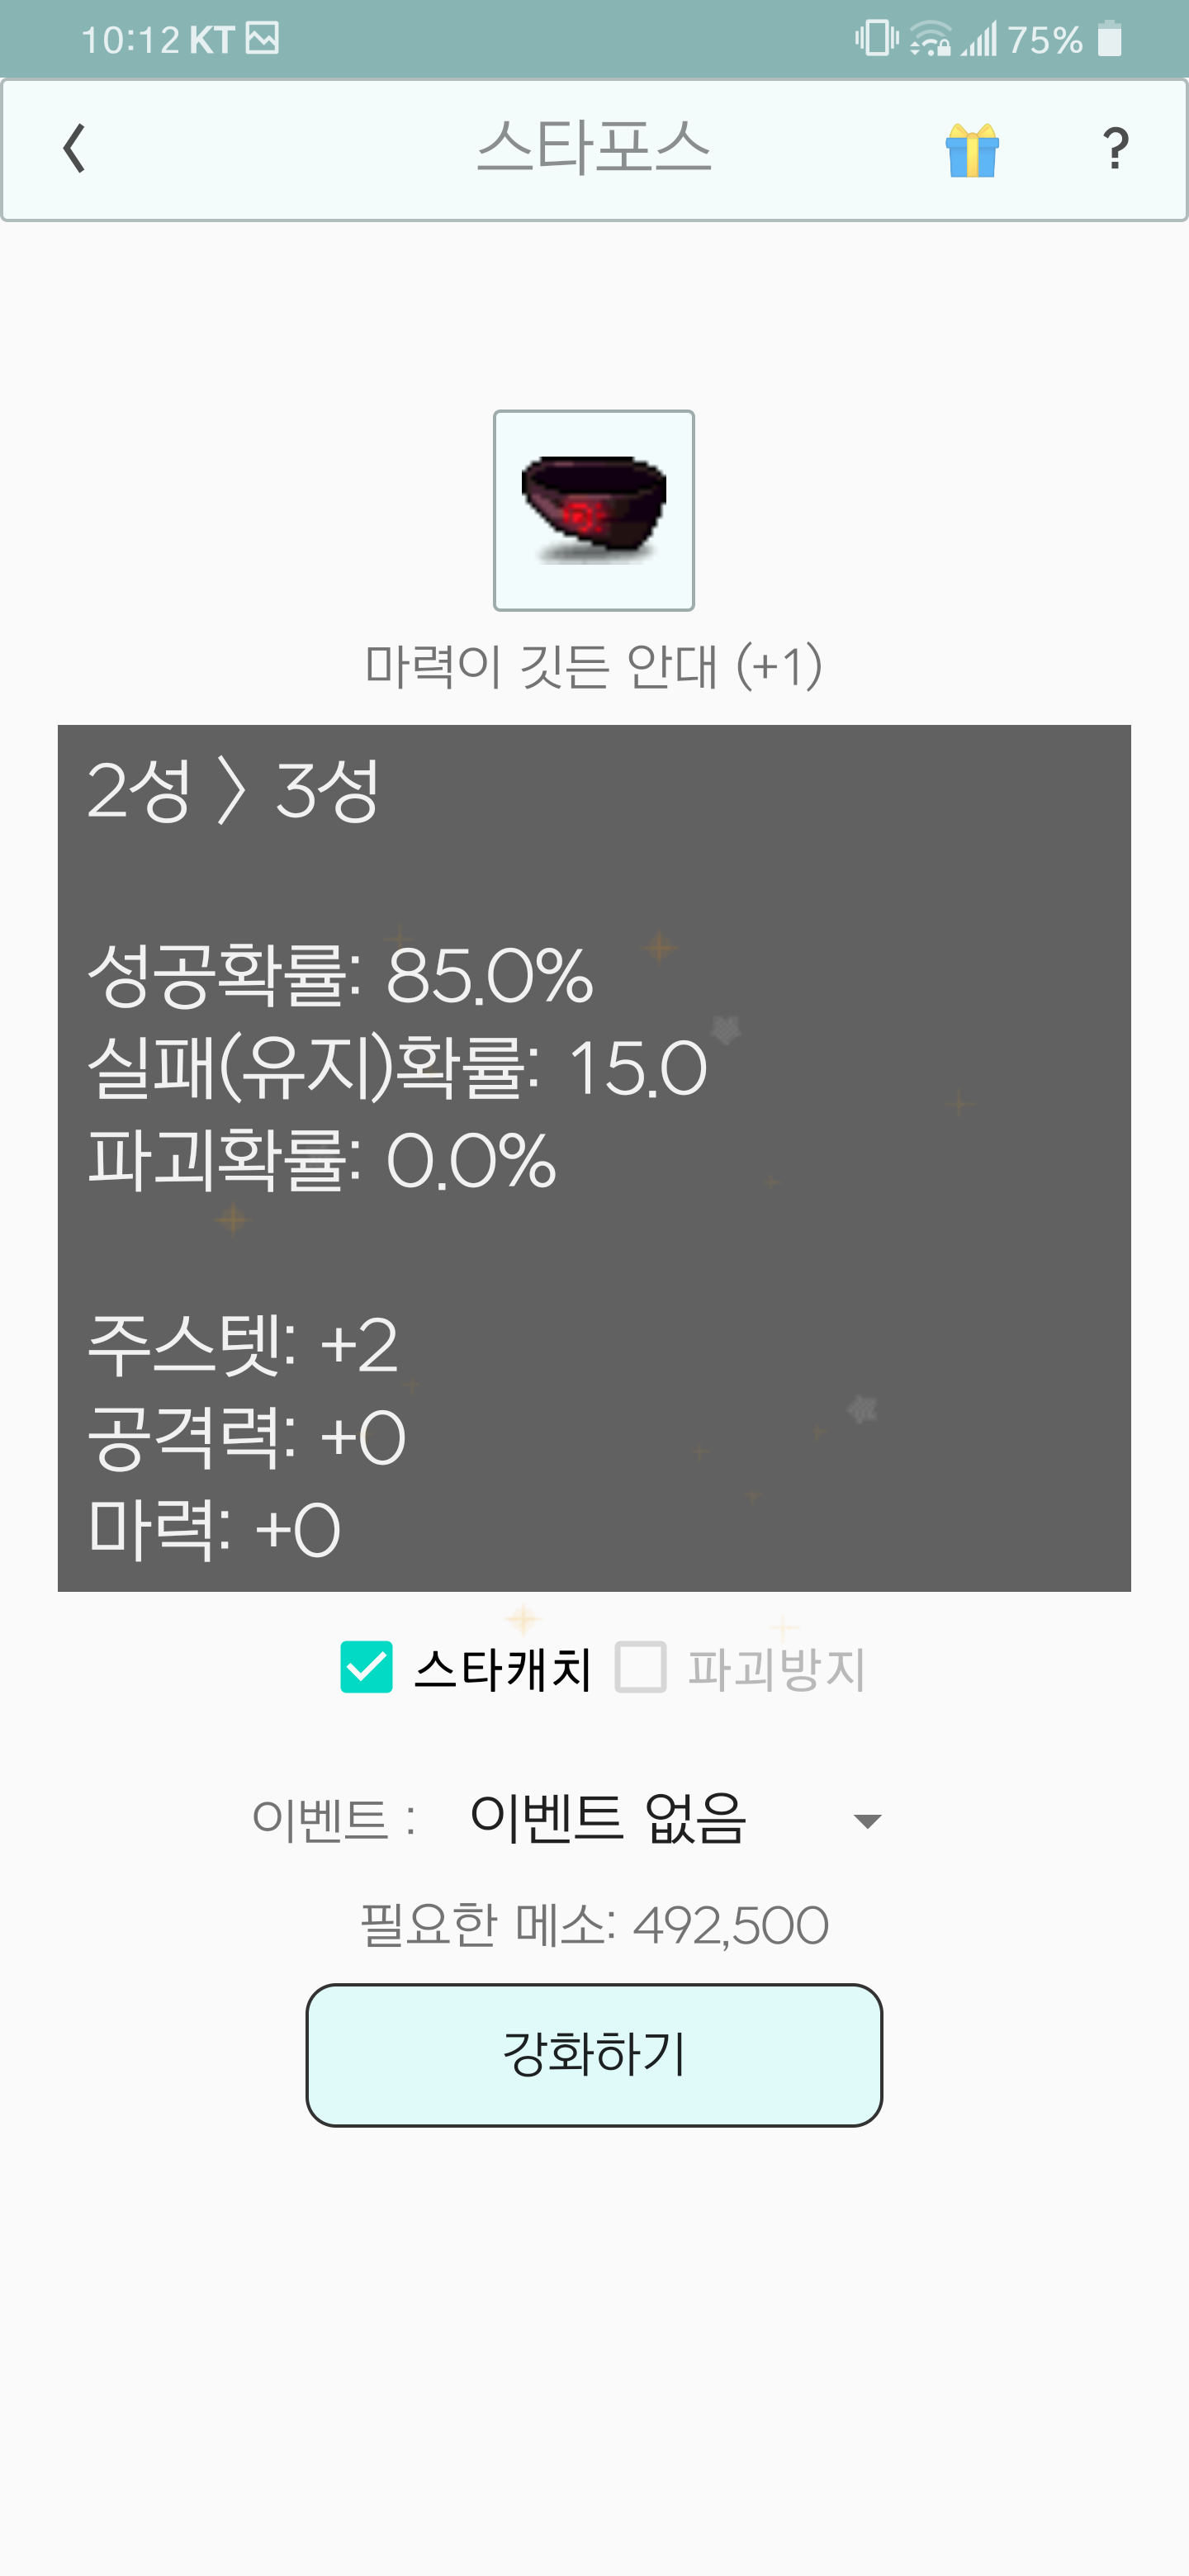 10:12 KT 75%
스타포스 ?
마력이 깃든 안대 (+1)
2성 〉 3성
성공확률: 85.0%
실패(유지)확률: 15.0
파괴확률: 0.0%
주스텟: +2
공격력: +0
마력: +0
스타캐치 파괴방지
이벤트 : 이벤트 없음
필요한 메소: 492,500
강화하기